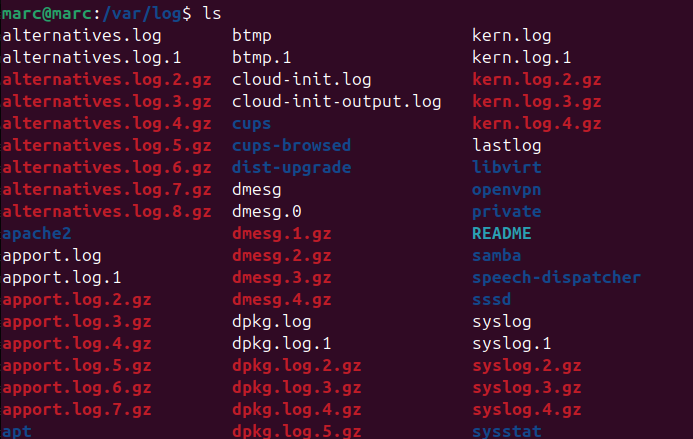 marc@marc:/var/log$ ls
alternatives.log btmp kern.log
alternatives.log.1 btmp.1 kern.log.1
alternatives.log.2.gz cloud-init.log kern.log.2.gz
alternatives.log.3.gz cloud-init-output.log kern.log.3.gz
alternatives.log.4.gz cups kern.log.4.gz
alternatives.log.5.gz cups-browsed lastlog
alternatives.log.6.gz dist-upgrade libvirt
alternatives.log.7.gz dmesg openvpn
alternatives.log.8.gz dmesg.0 private
apache2 dmesg.1.gz README
apport.log dmesg.2.gz samba
apport.log.1 dmesg.3.gz speech-dispatcher
apport.log.2.gz dmesg.4.gz sssd
apport.log.3.gz dpkg.log syslog
apport.log.4.gz dpkg.log.1 syslog.1
apport.log.5.gz dpkg.log.2.gz syslog.2.gz
apport.log.6.gz dpkg.log.3.gz syslog.3.gz
apport.log.7.gz dpkg.log.4.gz syslog.4.gz
apt dpkg.log.5.gz sysstat